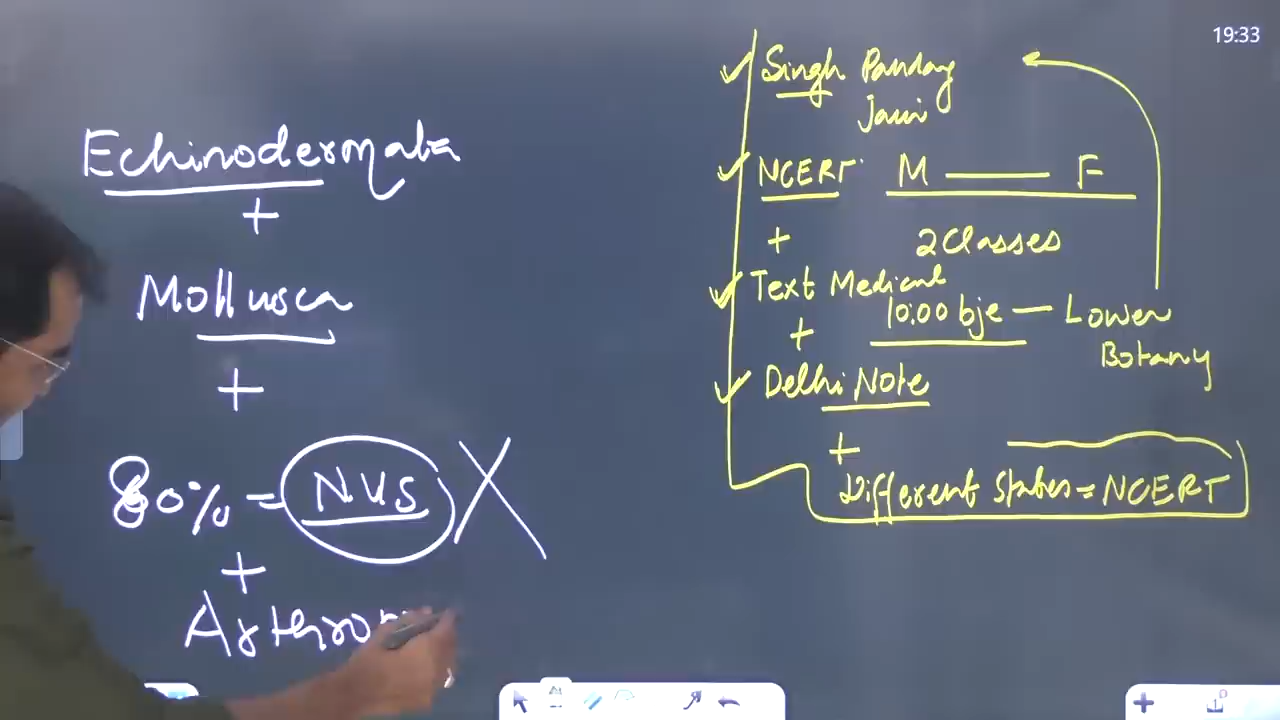 19:33
Echinodermata
+
Mollusca
+
80% = NVS X
+
Arthrop
Singh Panday
Jain
NCERT M — F
+
2 Classes
Text Medical
+
10:00 bje — Lower
Botany
Delhi Note
+
Different States = NCERT